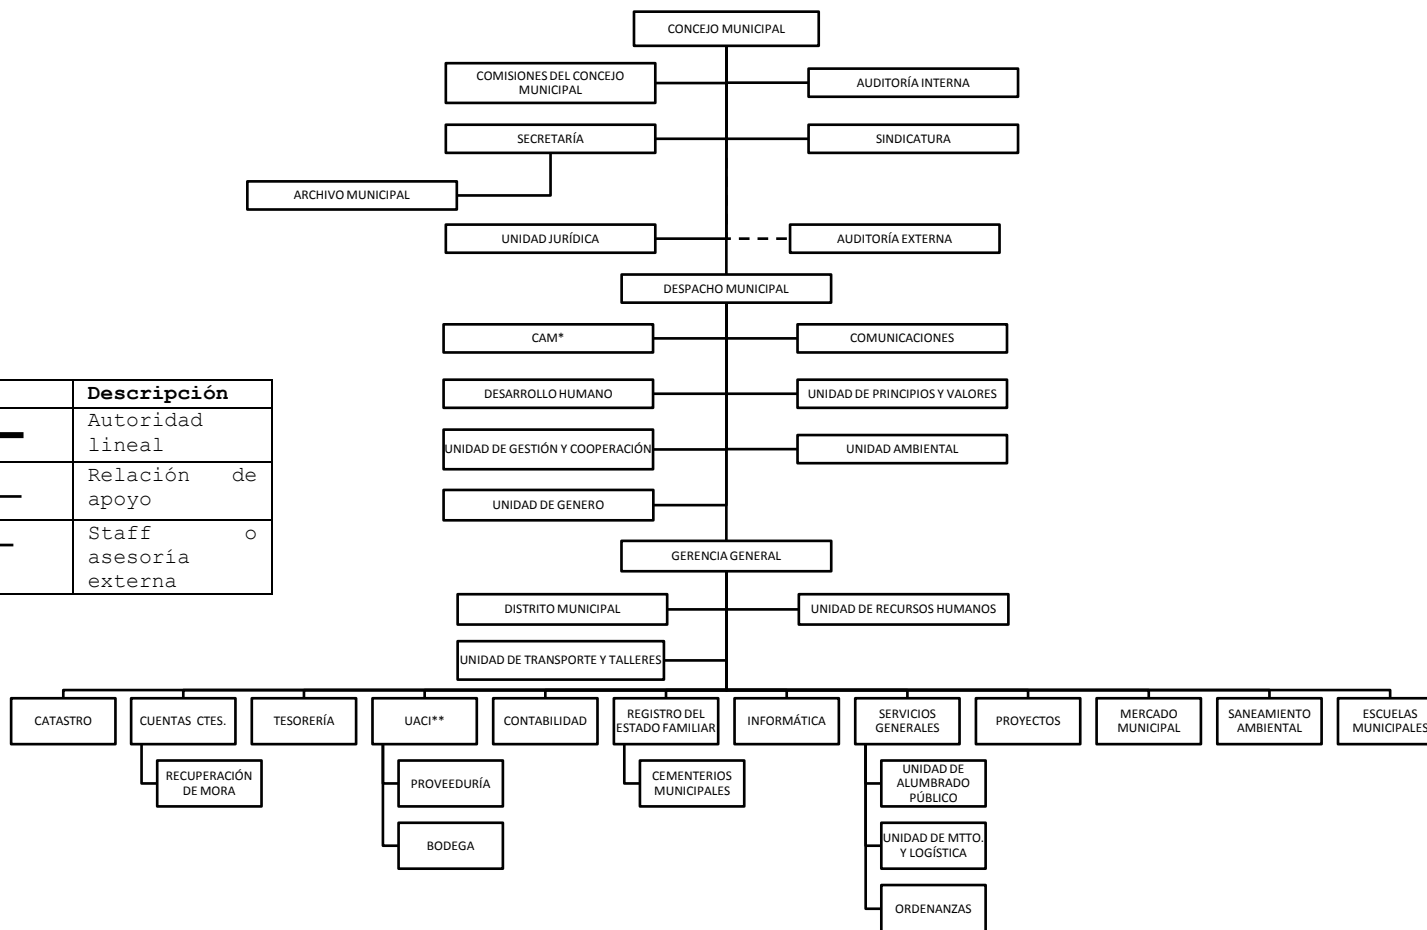 CONCEJO MUNICIPAL
COMISIONES DEL CONCEJO
MUNICIPAL
AUDITORÍA INTERNA
SECRETARÍA
SINDICATURA
ARCHIVO MUNICIPAL
UNIDAD JURÍDICA
AUDITORÍA EXTERNA
DESPACHO MUNICIPAL
CAM*
COMUNICACIONES
DESARROLLO HUMANO
UNIDAD DE PRINCIPIOS Y VALORES
UNIDAD DE GESTIÓN Y COOPERACIÓN
UNIDAD AMBIENTAL
UNIDAD DE GENERO
GERENCIA GENERAL
DISTRITO MUNICIPAL
UNIDAD DE RECURSOS HUMANOS
UNIDAD DE TRANSPORTE Y TALLERES
Descripción
Autoridad
lineal
Relación de
apoyo
Staff o
asesoría
externa
CATASTRO
CUENTAS CTES.
TESORERÍA
UACI**
CONTABILIDAD
REGISTRO DEL
ESTADO FAMILIAR
INFORMÁTICA
SERVICIOS
GENERALES
PROYECTOS
MERCADO
MUNICIPAL
SANEAMIENTO
AMBIENTAL
ESCUELAS
MUNICIPALES
RECUPERACIÓN
DE MORA
PROVEEDURÍA
BODEGA
CEMENTERIOS
MUNICIPALES
UNIDAD DE
ALUMBRADO
PÚBLICO
UNIDAD DE MTTO.
Y LOGÍSTICA
ORDENANZAS